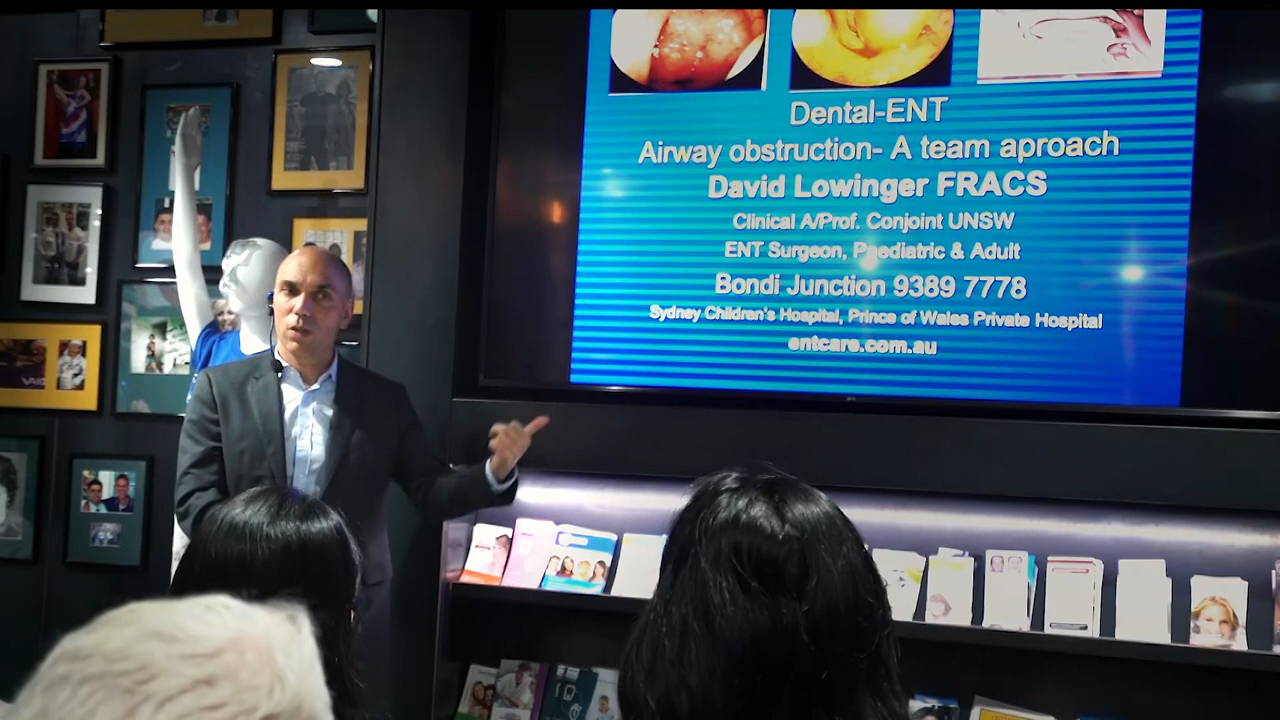 Dental-ENT
Airway obstruction- A team aproach
David Lowinger FRACS
Clinical A/Prof. Conjoint UNSW
ENT Surgeon, Paediatric & Adult
Bondi Junction 9389 7778
Sydney Children's Hospital, Prince of Wales Private Hospital
entcare.com.au